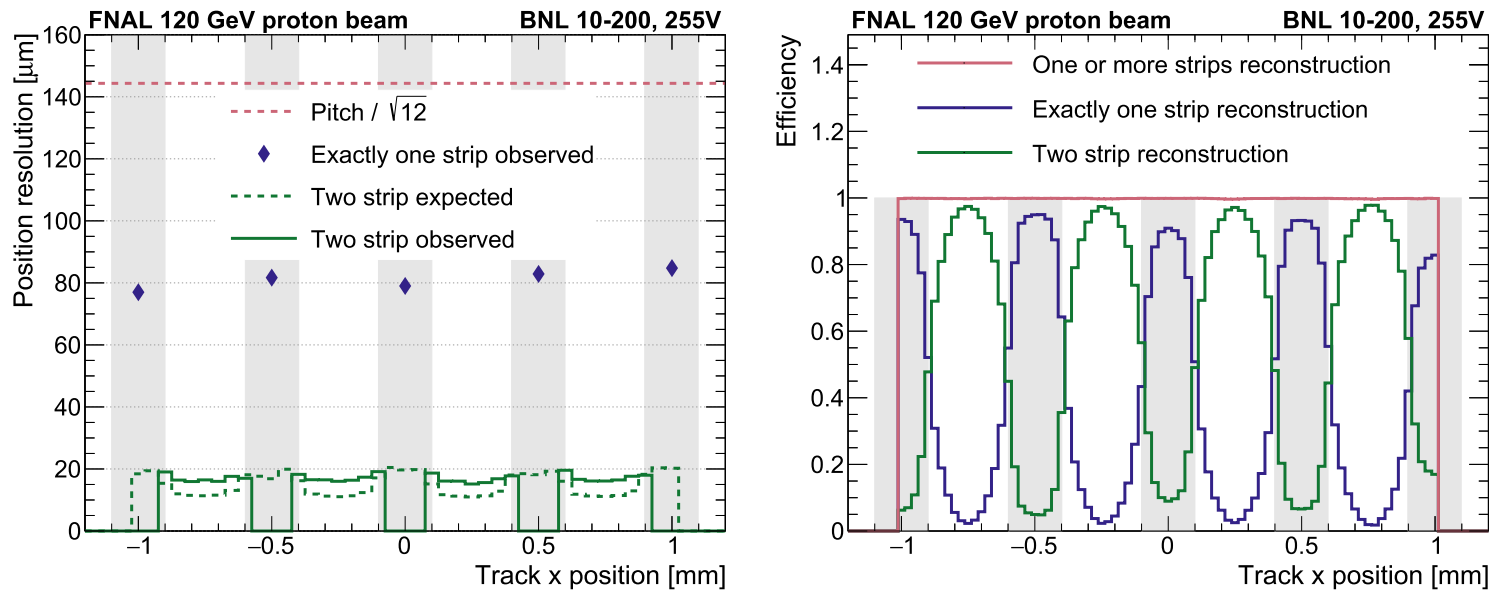 FNAL 120 GeV proton beam BNL 10-200, 255V
Position resolution [μm]
160
140
120
100
80
60
40
20
0
Pitch / √12
Exactly one strip observed
Two strip expected
Two strip observed
−1 −0.5 0 0.5 1
Track x position [mm]
FNAL 120 GeV proton beam BNL 10-200, 255V
Efficiency
1.4
1.2
1
0.8
0.6
0.4
0.2
0
One or more strips reconstruction
Exactly one strip reconstruction
Two strip reconstruction
−1 −0.5 0 0.5 1
Track x position [mm]